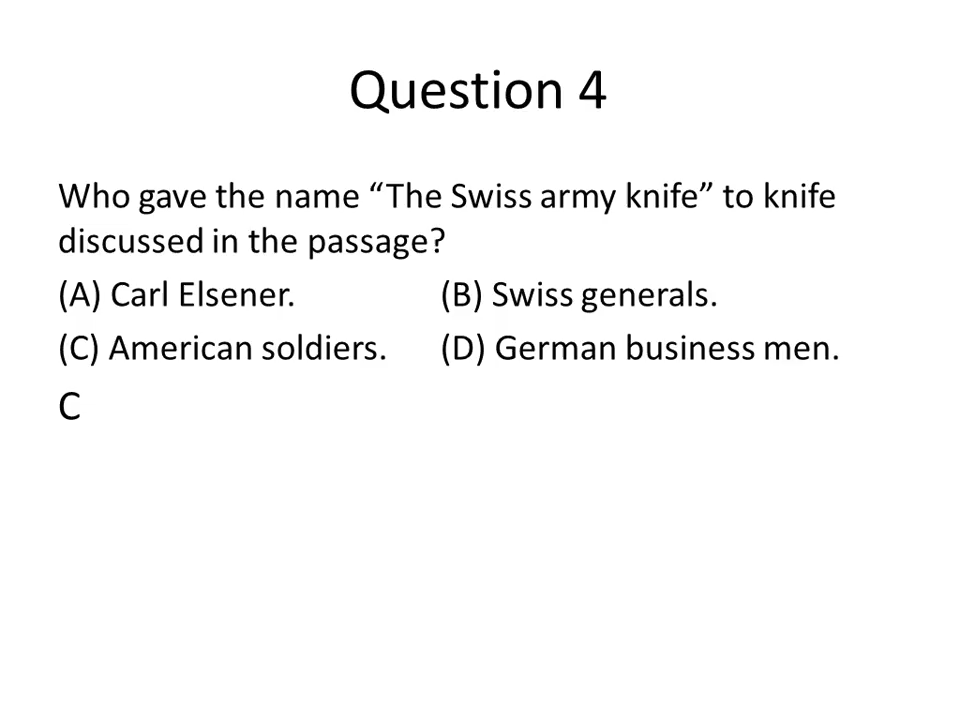 Question 4
Who gave the name “The Swiss army knife” to knife
discussed in the passage?
(A) Carl Elsener. (B) Swiss generals.
(C) American soldiers. (D) German business men.
C